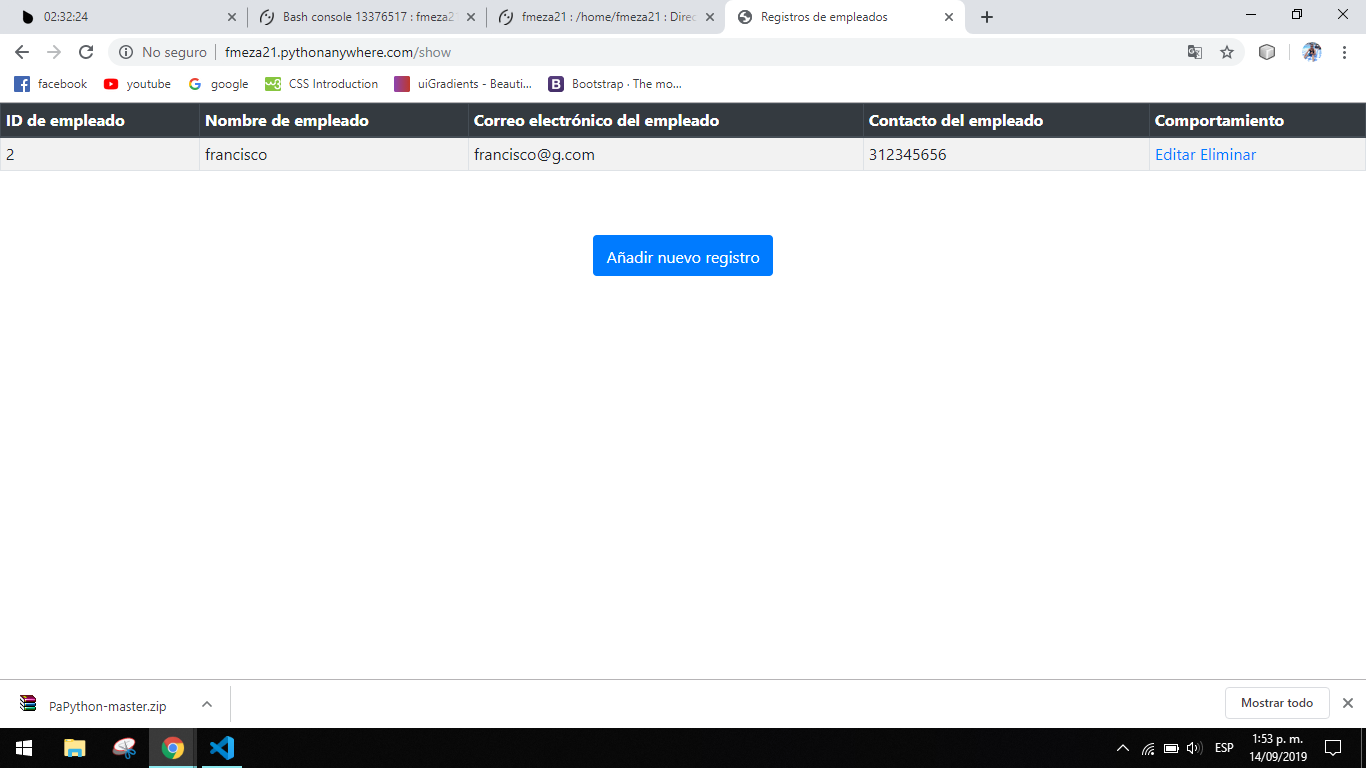 02:32:24
Bash console 13376517 : fmeza2
fmeza21 : /home/fmeza21 : Direc
Registros de empleados
No seguro
fmeza21.pythonanywhere.com/show
facebook
youtube
google
CSS Introduction
uiGradients - Beauti...
Bootstrap · The mo...
ID de empleado Nombre de empleado Correo electrónico del empleado Contacto del empleado Comportamiento
2 francisco francisco@g.com 312345656 Editar Eliminar
Añadir nuevo registro
PaPython-master.zip
Mostrar todo
ESP
1:53 p. m.
14/09/2019